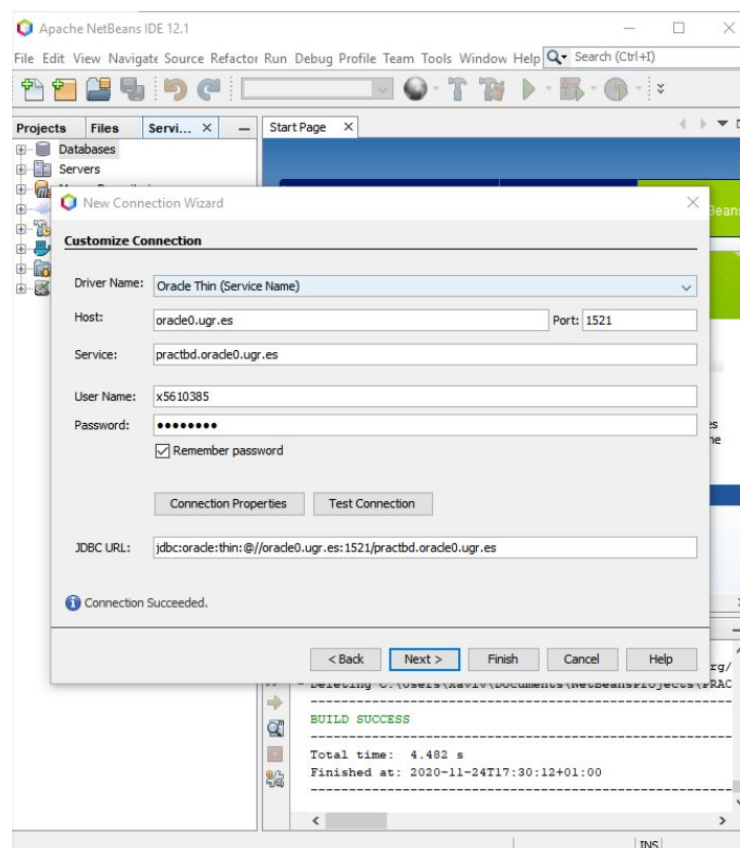 Apache NetBeans IDE 12.1
File Edit View Navigate Source Refactor Run Debug Profile Team Tools Window Help Search (Ctrl+I)
Projects Files Servi... X Start Page X
Databases
Servers
New Connection Wizard
Customize Connection
Driver Name: Oracle Thin (Service Name)
Host: oracle0.ugr.es Port: 1521
Service: practbd.oracle0.ugr.es
User Name: x5610385
Password: ••••••••
Remember password
Connection Properties Test Connection
JDBC URL: jdbc:oracle:thin:@//oracle0.ugr.es:1521/practbd.oracle0.ugr.es
Connection Succeeded.
< Back Next > Finish Cancel Help
BUILD SUCCESS
Total time: 4.482 s
Finished at: 2020-11-24T17:30:12+01:00
INS